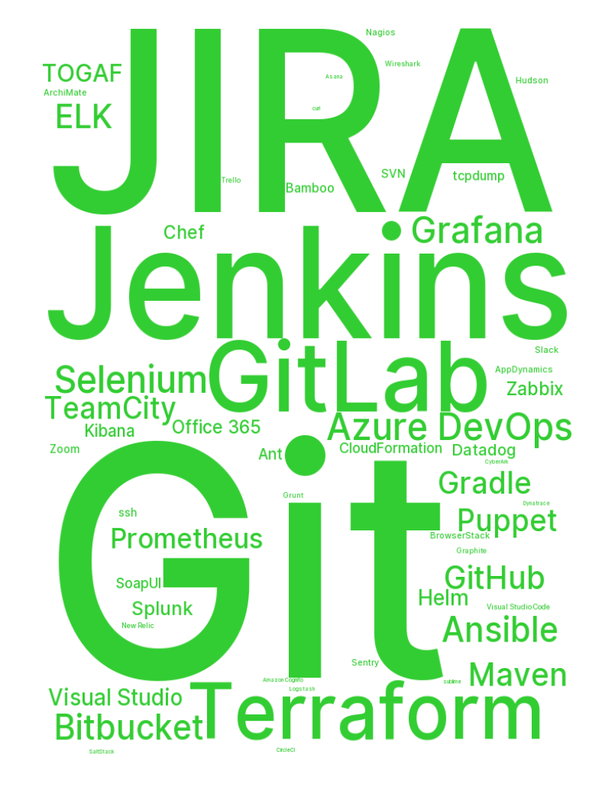 JIRA
Nagios
Wireshark
TOGAF
Asana
Hudson
ArchiMate
ELK
curl
SVN
tcpdump
Trello
Bamboo
Chef
Grafana
Jenkins
GitLab
Slack
Selenium
AppDynamics
Zabbix
TeamCity
Office 365
Azure DevOps
Kibana
Zoom
Ant
CloudFormation
Datadog
Git
CyberArk
Gradle
Grunt
Dynatrace
ssh
Puppet
Prometheus
BrowserStack
Graphite
SoapUI
GitHub
Helm
Splunk
Visual Studio Code
New Relic
Ansible
Sentry
Maven
Amazon Cognito
sublime
Logstash
Visual Studio
Terraform
Bitbucket
SaltStack
CircleCI